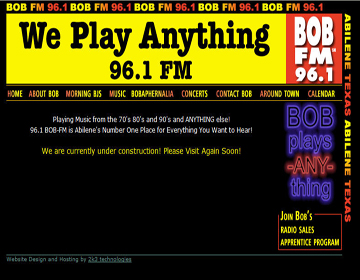 BOB FM 96.1 BOB FM 96.1 BOB FM 96.1 BOB FM 96.1 BOB FM 96.1
We Play Anything
96.1 FM
BOB
FM
96.1
ABILENE TEXAS ABILENE TEXAS
HOME ABOUT BOB MORNING BJS MUSIC BOBAPHERNALIA CONCERTS CONTACT BOB AROUND TOWN CALENDAR
Playing Music from the 70's 80's and 90's and ANYTHING else!
96.1 BOB-FM is Abilene's Number One Place for Everything You Want to Hear!
We are currently under construction! Please Visit Again Soon!
BOB
plays
-ANY-
thing
JOIN BOB'S
RADIO SALES
APPRENTICE PROGRAM
Website Design and Hosting by 2k3 technologies